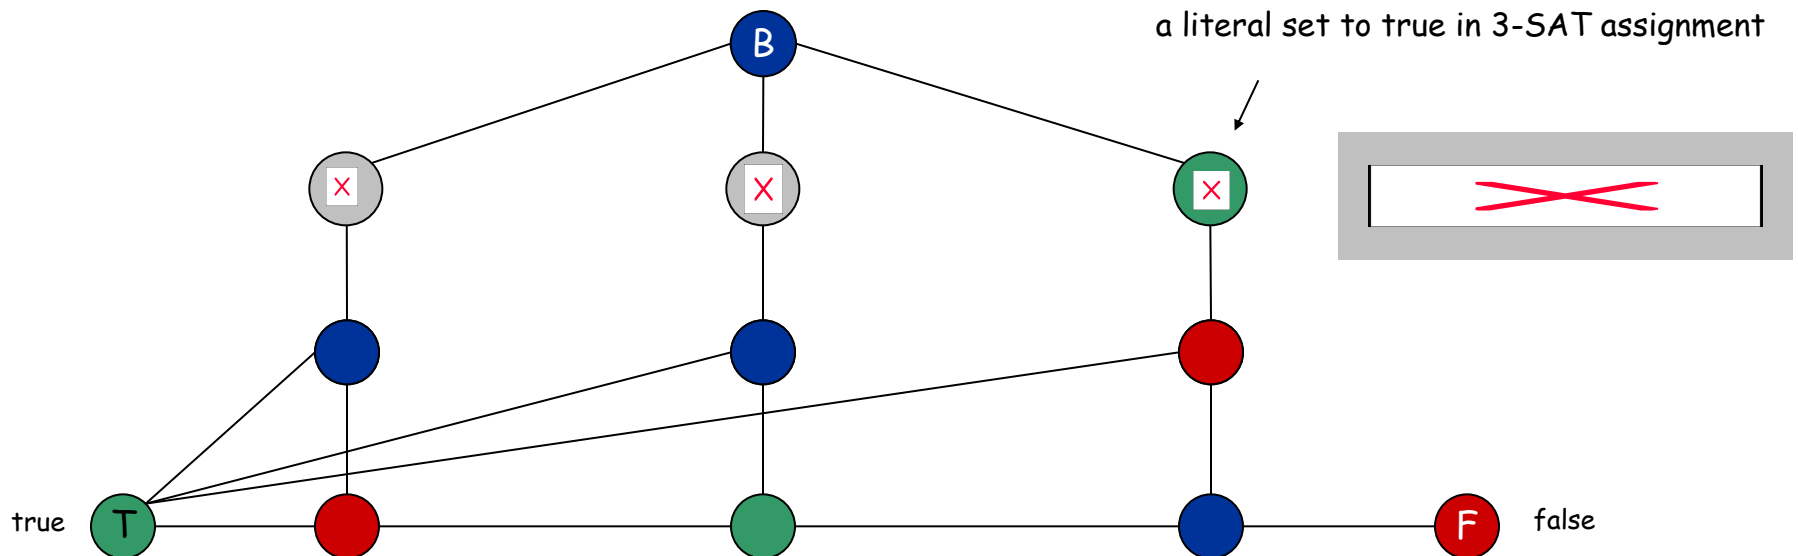 B
a literal set to true in 3-SAT assignment
true
T
F
false